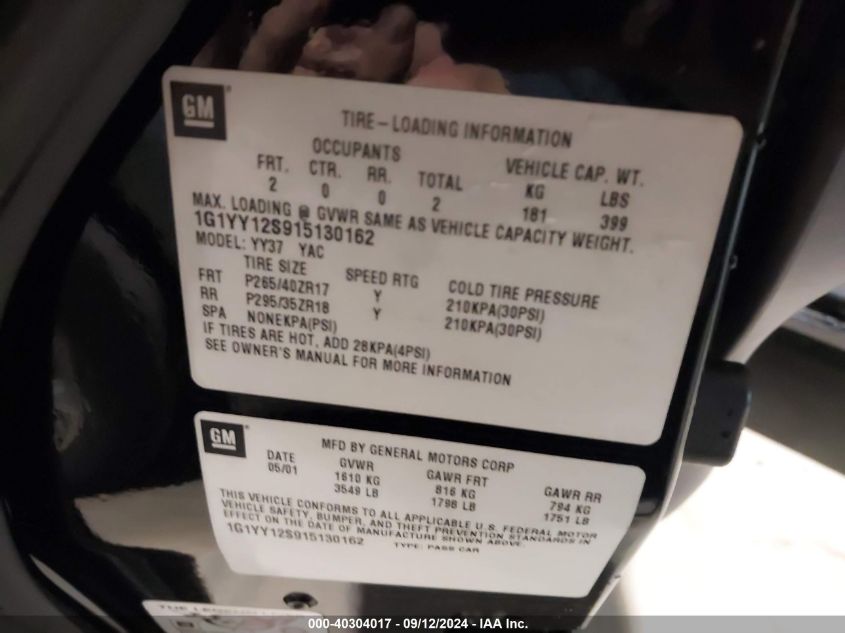 GM
TIRE-LOADING INFORMATION
OCCUPANTS VEHICLE CAP. WT.
FRT. CTR. RR. TOTAL KG LBS
2 0 0 2 181 399
MAX. LOADING @ GVWR SAME AS VEHICLE CAPACITY WEIGHT.
1G1YY12S915130162
MODEL: YY37 YAC
TIRE SIZE SPEED RTG COLD TIRE PRESSURE
FRT P265/40ZR17 Y 210KPA(30PSI)
RR P295/35ZR18 Y 210KPA(30PSI)
SPA NONEKPA(PSI)
IF TIRES ARE HOT, ADD 28KPA(4PSI)
SEE OWNER'S MANUAL FOR MORE INFORMATION
GM
MFD BY GENERAL MOTORS CORP
DATE GVWR GAWR FRT GAWR RR
05/01 1610 KG 816 KG 794 KG
3549 LB 1798 LB 1751 LB
THIS VEHICLE CONFORMS TO ALL APPLICABLE U.S. FEDERAL MOTOR
VEHICLE SAFETY, BUMPER, AND THEFT PREVENTION STANDARDS IN
EFFECT ON THE DATE OF MANUFACTURE SHOWN ABOVE.
1G1YY12S915130162
TYPE: PASS CAR
THE LEGEND
000-40304017 - 09/12/2024 - IAA Inc.